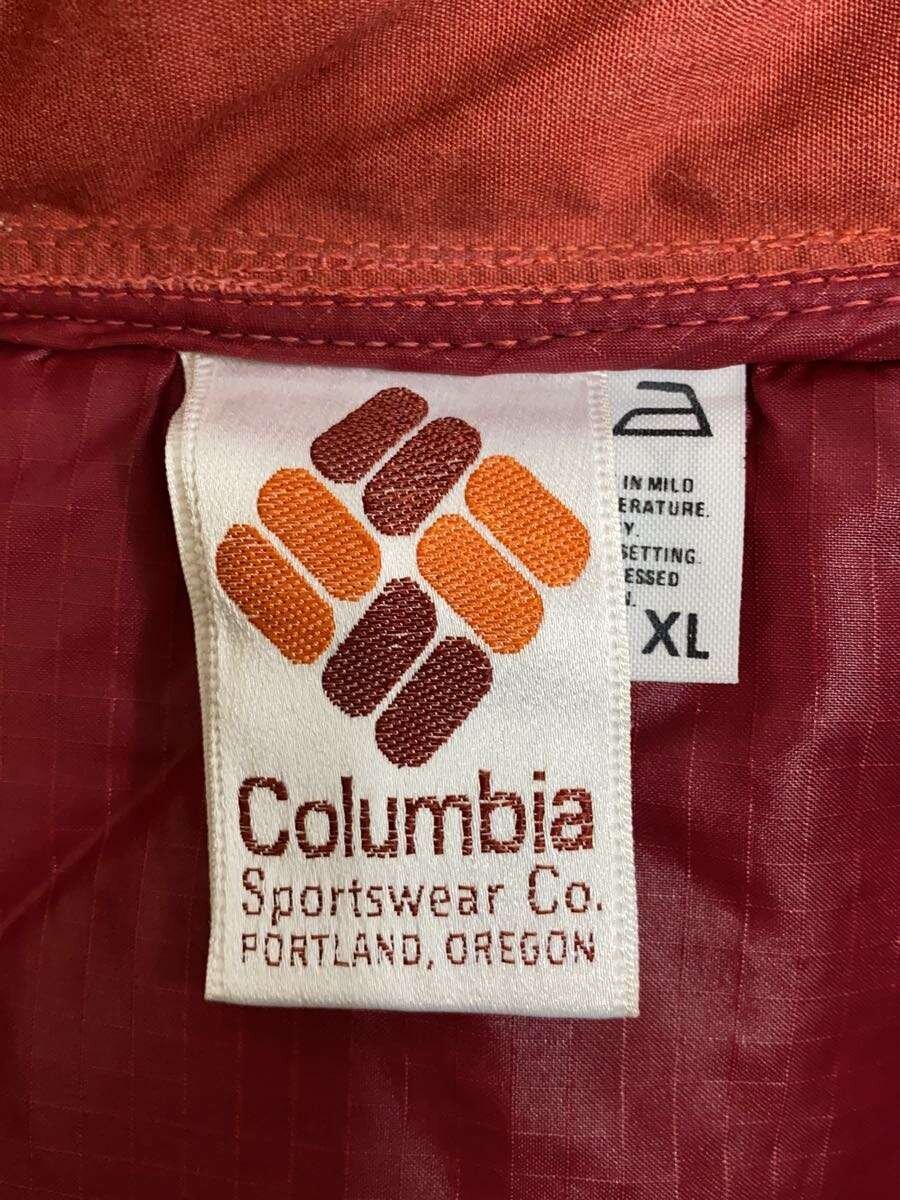 Columbia
Sportswear Co.
PORTLAND, OREGON
IN MILD
ERATURE.
Y.
SETTING.
ESSED
N.
XL